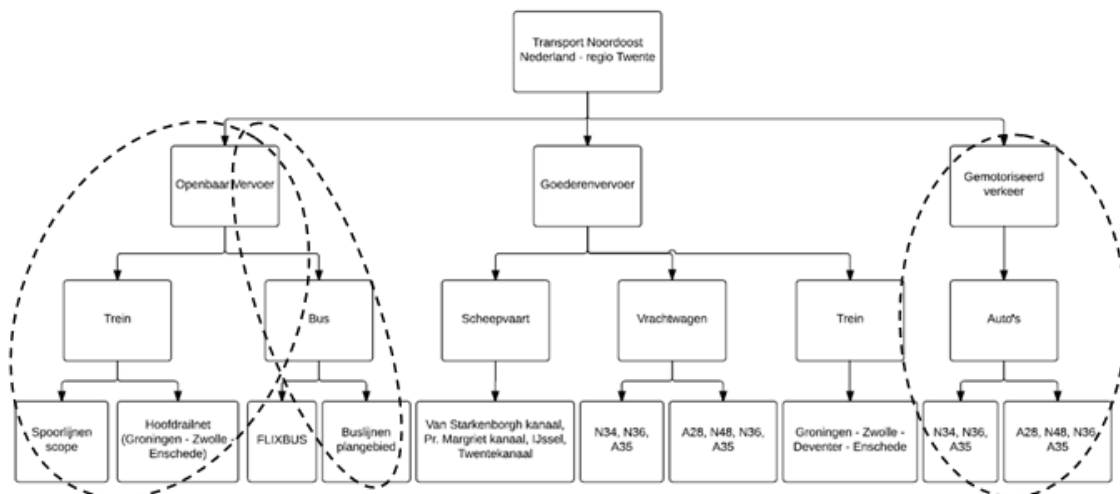 Transport Noordoost
Nederland - regio Twente
Openbaar Vervoer
Goederenvervoer
Gemotoriseerd
verkeer
Trein
Bus
Scheepvaart
Vrachtwagen
Trein
Auto's
Spoorlijnen
scope
Hoofdrailnet
(Groningen - Zwolle -
Enschede)
FLIXBUS
Buslijnen
plangebied
Van Starkenborgh kanaal,
Pr. Margriet kanaal, IJssel,
Twentekanaal
N34, N36,
A35
A28, N48, N36,
A35
Groningen - Zwolle -
Deventer - Enschede
N34, N36,
A35
A28, N48, N36,
A35